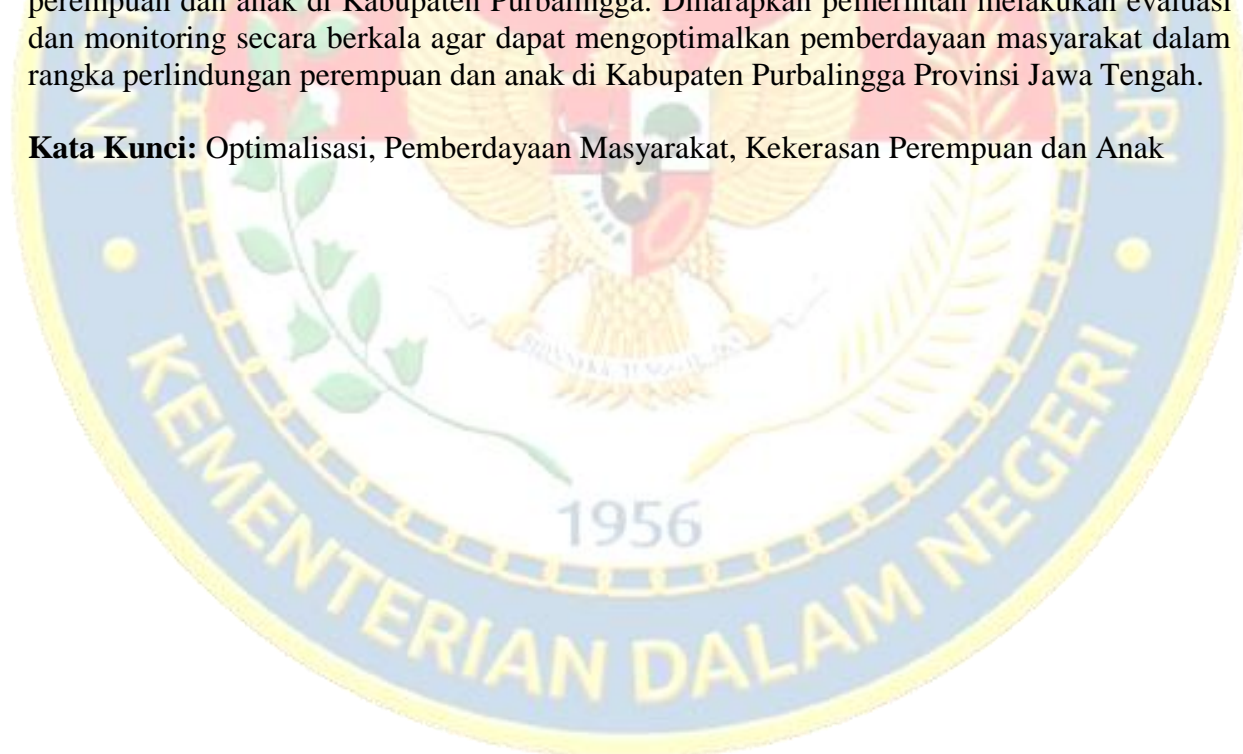 perempuan dan anak di Kabupaten Purbalingga. Diharapkan pemerintah melakukan evaluasi
dan monitoring secara berkala agar dapat mengoptimalkan pemberdayaan masyarakat dalam
rangka perlindungan perempuan dan anak di Kabupaten Purbalingga Provinsi Jawa Tengah.
Kata Kunci: Optimalisasi, Pemberdayaan Masyarakat, Kekerasan Perempuan dan Anak
1956
KEMENTERIAN DALAM NEGERI